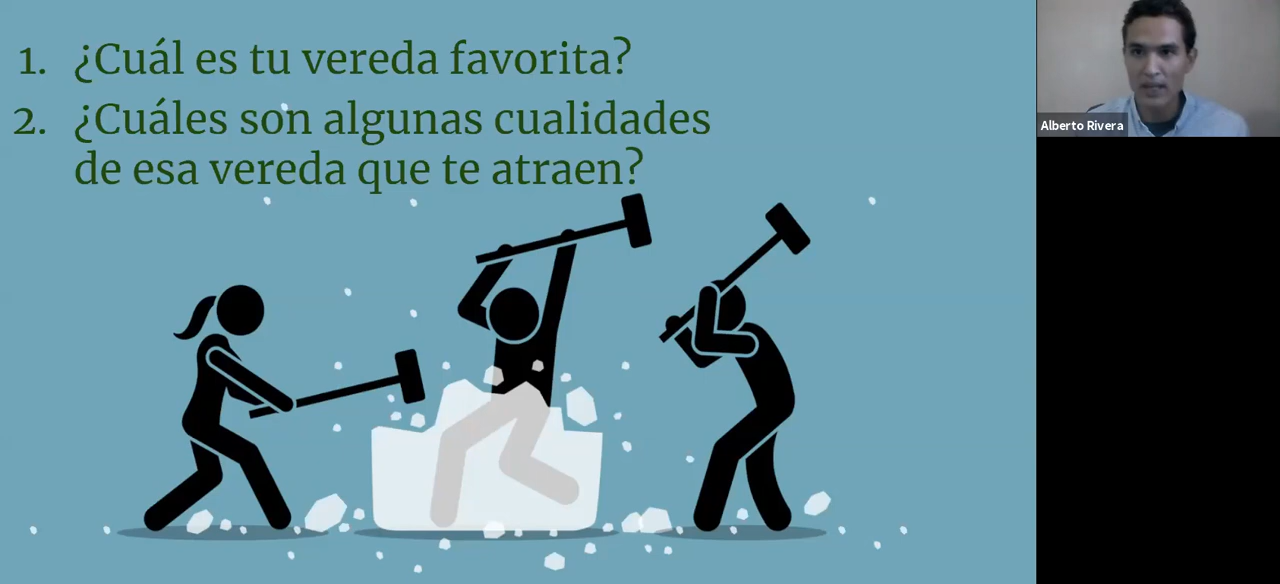 1. ¿Cuál es tu vereda favorita?
2. ¿Cuáles son algunas cualidades
de esa vereda que te atraen?
Alberto Rivera